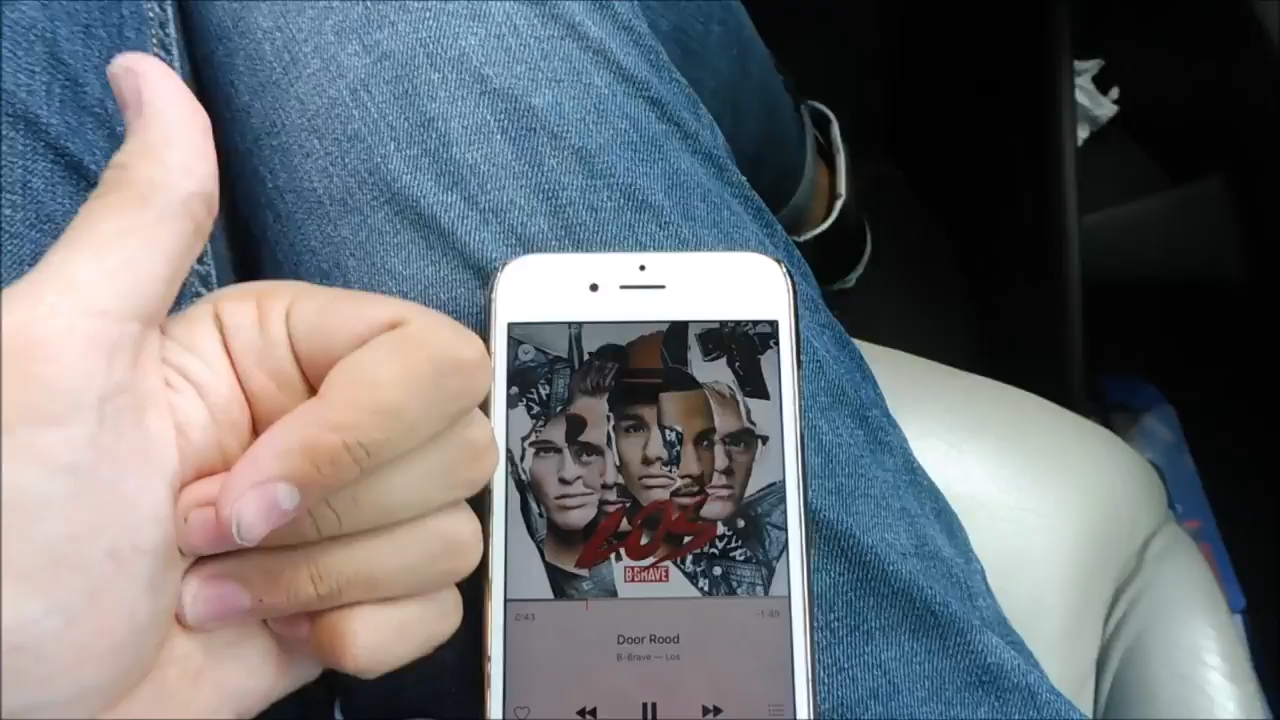 LOS
B-BRAVE
0:43 -1:49
Door Rood
B-Brave — Los